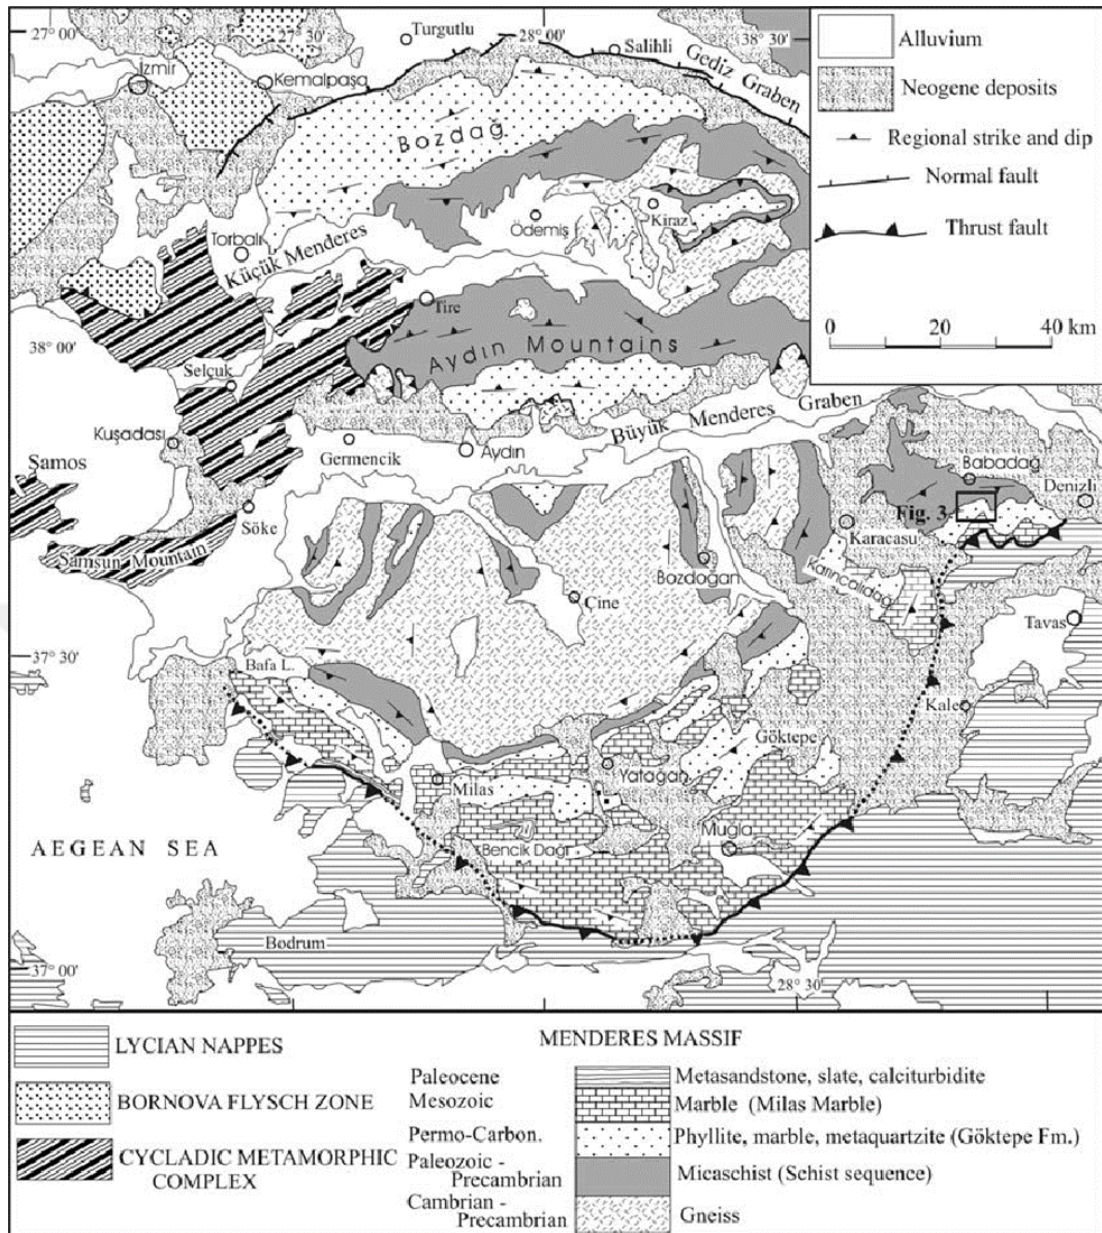 27° 00'
27° 30'
Turgutlu
28° 00'
Salihli
38° 30'
Gediz Graben
İzmir
Kemalpaşa
Bozdağ
Ödemiş
Kiraz
Torbalı
Küçük Menderes
Tire
38° 00'
Aydın Mountains
Selçuk
Kuşadası
Büyük Menderes Graben
Germencik
Aydın
Samos
Babadağ
Denizli
Fig. 3
Söke
Karacasu
Samsun Mountain
Bozdoğan
Karıncalıdağ
Çine
Tavas
37° 30'
Bafa L.
Kale
Göktepe
Yatağan
Milas
Muğla
AEGEAN SEA
Bencik Dağı
Bodrum
37° 00'
28° 30'
Alluvium
Neogene deposits
Regional strike and dip
Normal fault
Thrust fault
0 20 40 km
LYCIAN NAPPES
BORNOVA FLYSCH ZONE
CYCLADIC METAMORPHIC
COMPLEX
MENDERES MASSIF
Paleocene Metasandstone, slate, calciturbidite
Mesozoic Marble (Milas Marble)
Permo-Carbon. Phyllite, marble, metaquartzite (Göktepe Fm.)
Paleozoic -
Precambrian Micaschist (Schist sequence)
Cambrian -
Precambrian Gneiss